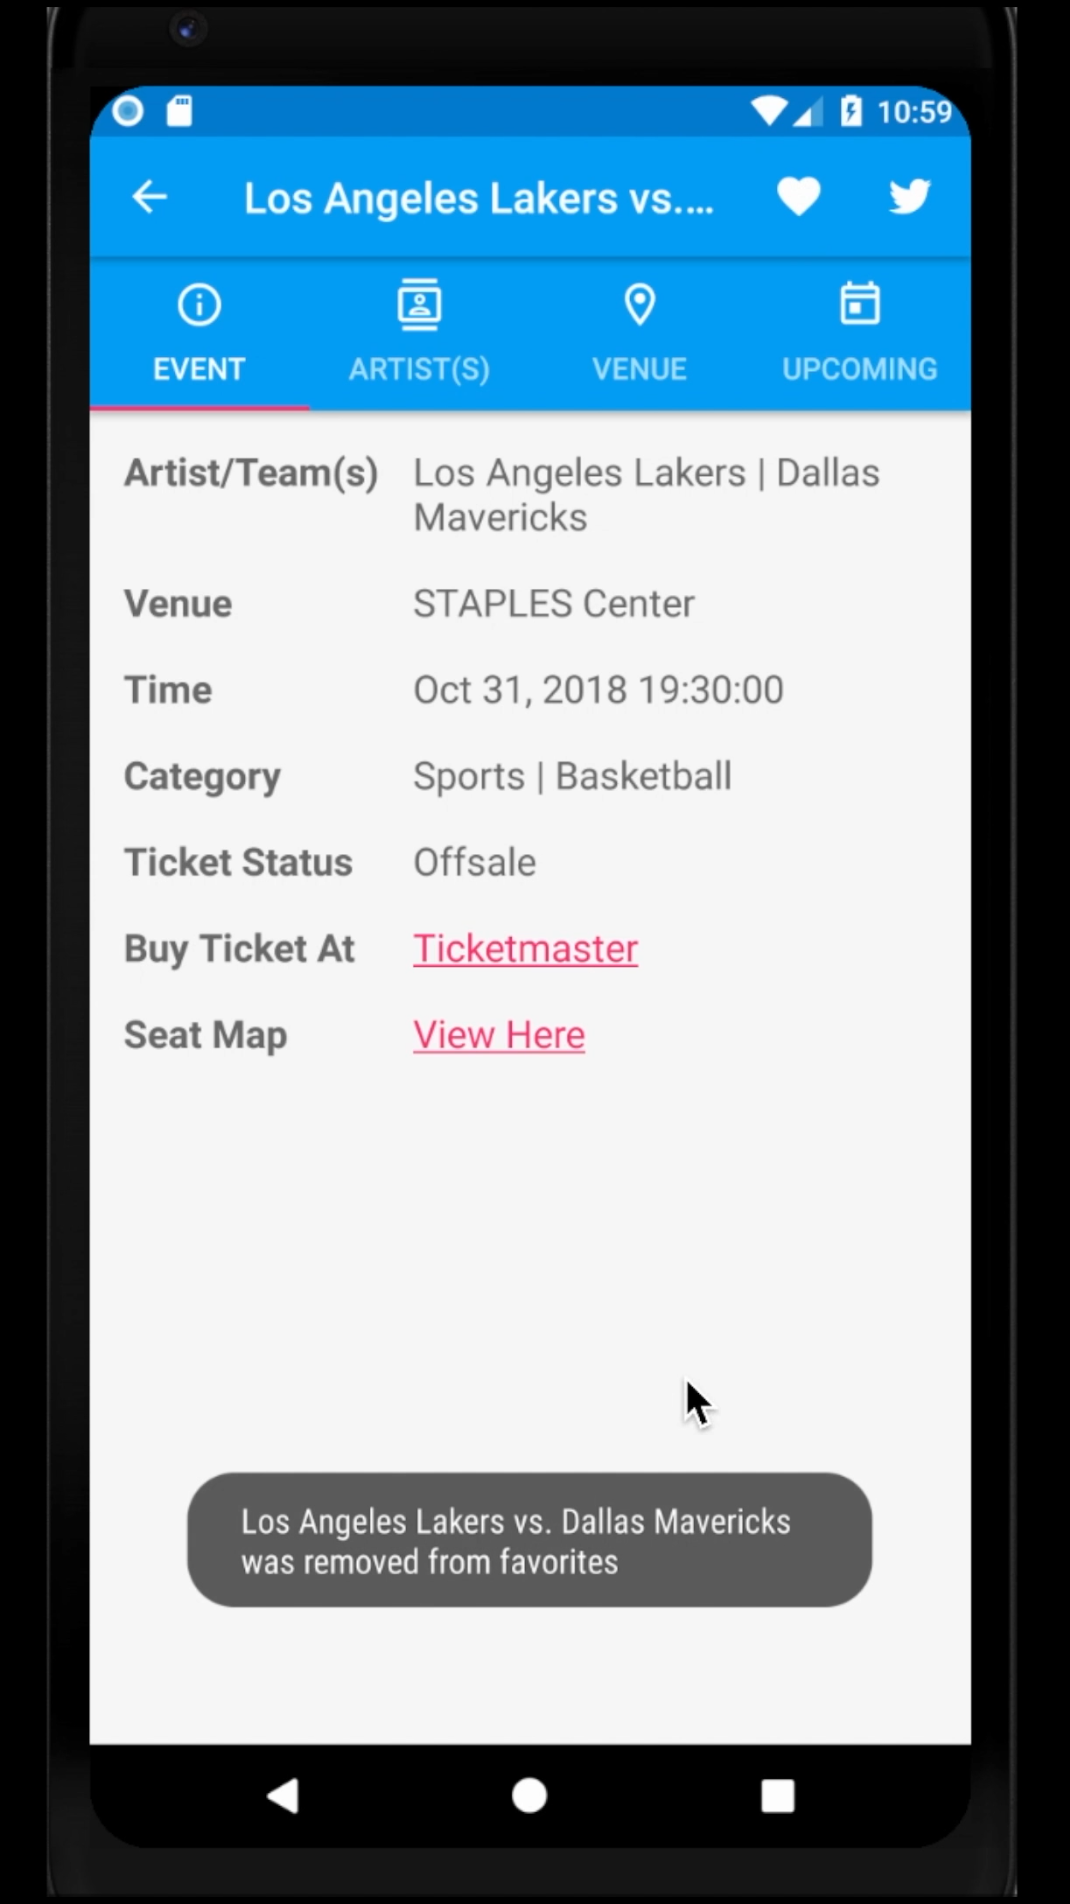 10:59
Los Angeles Lakers vs....
EVENT ARTIST(S) VENUE UPCOMING
Artist/Team(s) Los Angeles Lakers | Dallas
Mavericks
Venue STAPLES Center
Time Oct 31, 2018 19:30:00
Category Sports | Basketball
Ticket Status Offsale
Buy Ticket At Ticketmaster
Seat Map View Here
Los Angeles Lakers vs. Dallas Mavericks
was removed from favorites